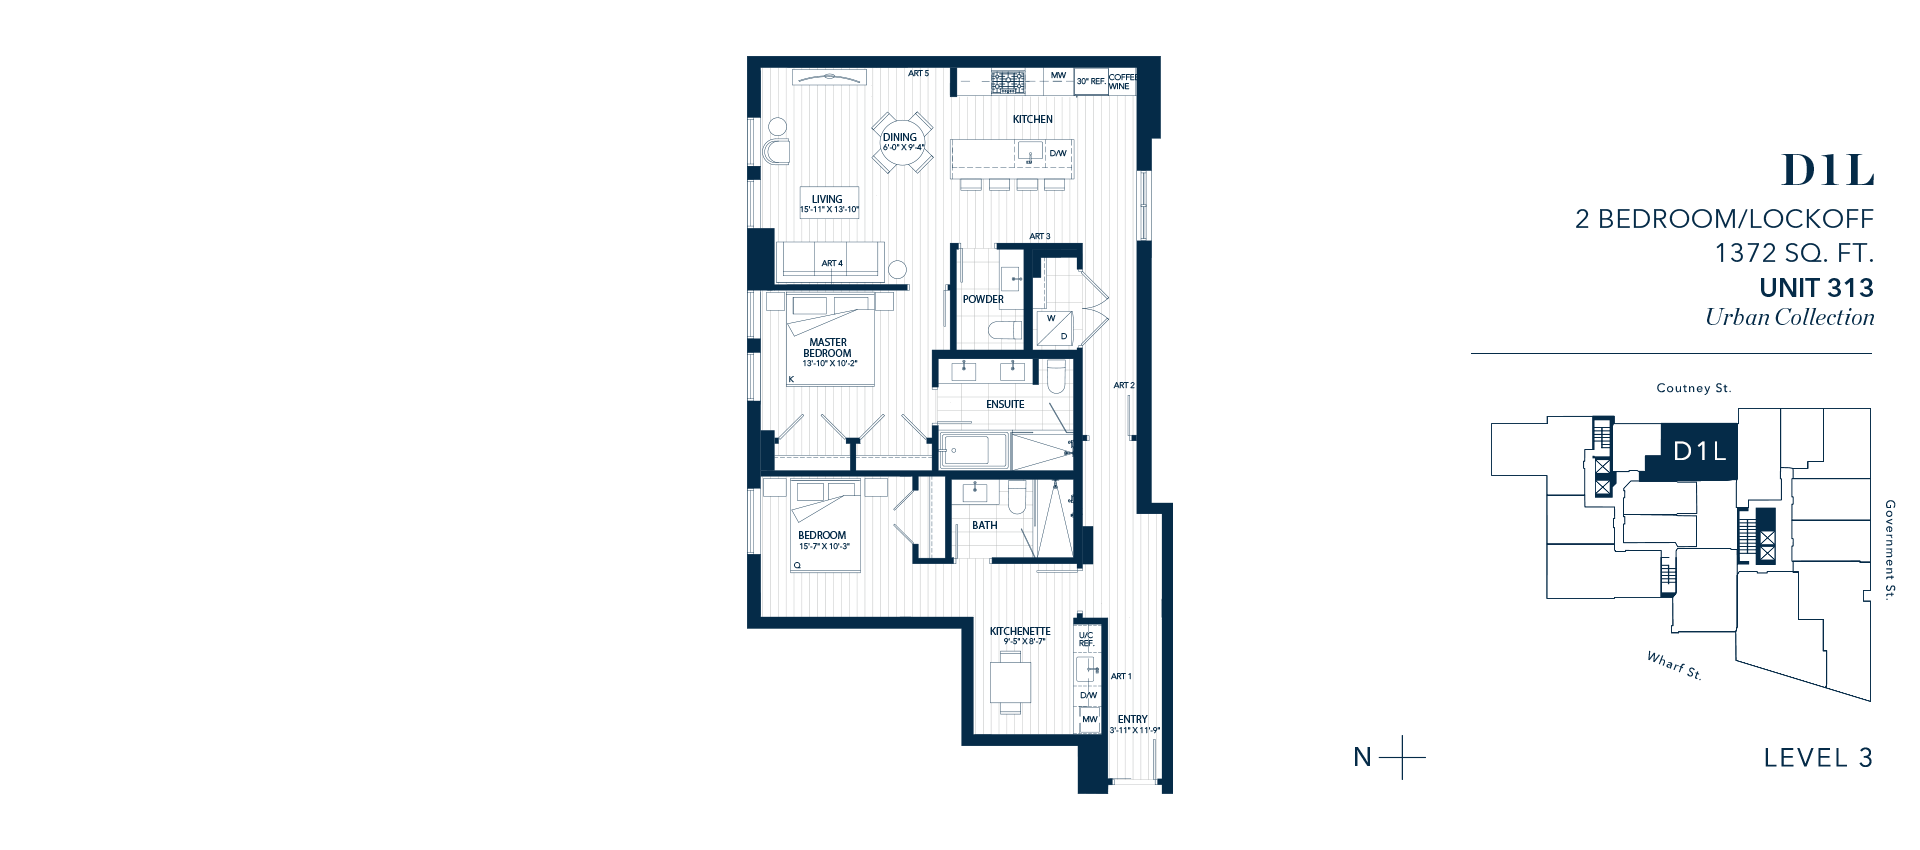 ART 5
MW
30" REF.
COFFEE
WINE
KITCHEN
DINING
6'-0" X 9'-4"
D/W
LIVING
15'-11" X 13'-10"
ART 3
ART 4
POWDER
W
D
MASTER
BEDROOM
13'-10" X 10'-2"
K
ART 2
ENSUITE
BATH
BEDROOM
15'-7" X 10'-3"
Q
KITCHENETTE
9'-5" X 8'-7"
U/C
REF.
ART 1
D/W
MW
ENTRY
3'-11" X 11'-9"
D1L
2 BEDROOM/LOCKOFF
1372 SQ. FT.
UNIT 313
Urban Collection
Coutney St.
D1L
Government St.
Wharf St.
N
LEVEL 3